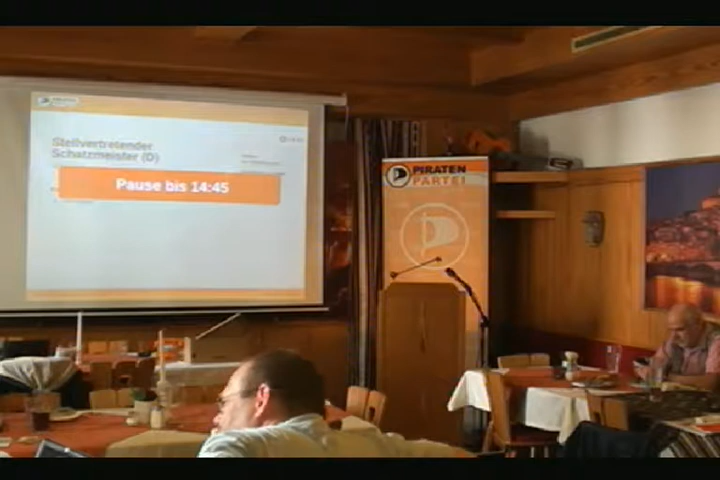 Stellvertretender
Schatzmeister (D)
Pause bis 14:45
PIRATEN
PARTEI